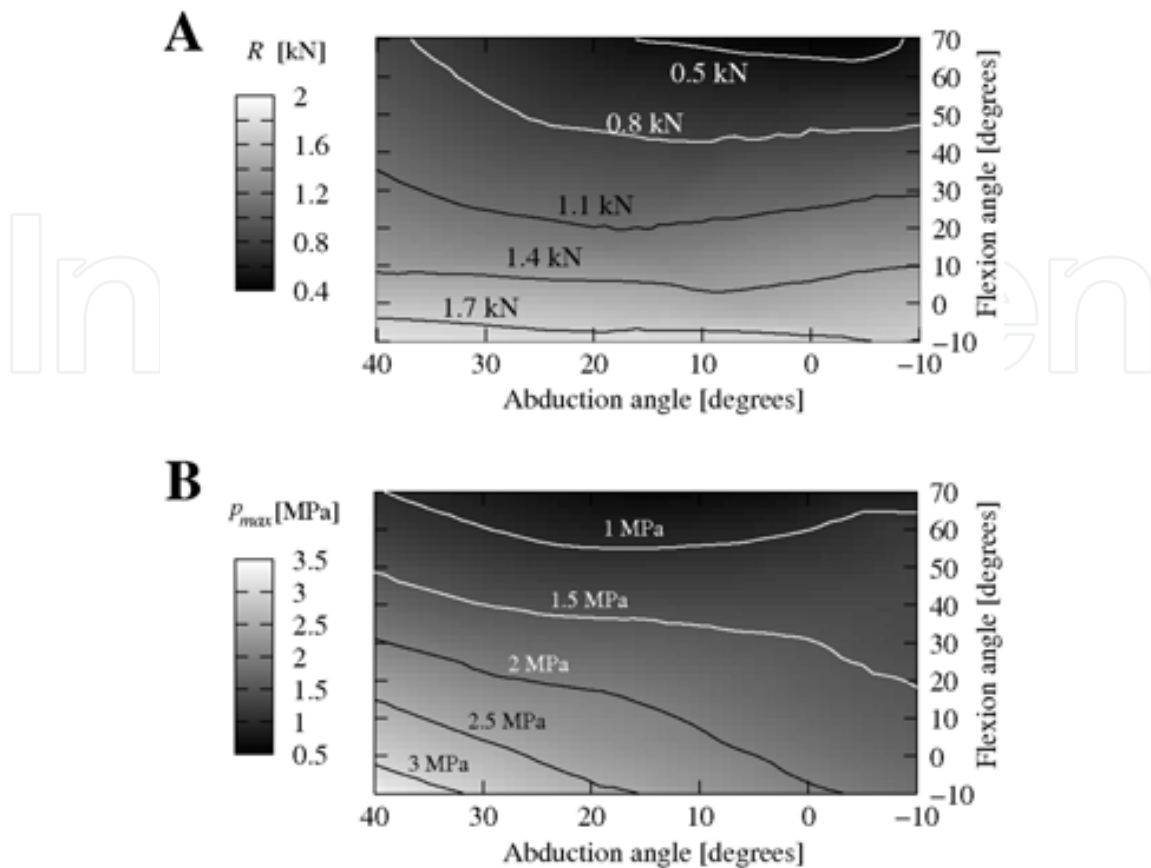 A
R [kN]
2
1.6
1.2
0.8
0.4
0.5 kN
0.8 kN
1.1 kN
1.4 kN
1.7 kN
70
60
50
40
30
20
10
0
−10
Flexion angle [degrees]
40 30 20 10 0 −10
Abduction angle [degrees]
B
pmax [MPa]
3.5
3
2.5
2
1.5
1
0.5
1 MPa
1.5 MPa
2 MPa
2.5 MPa
3 MPa
70
60
50
40
30
20
10
0
−10
Flexion angle [degrees]
40 30 20 10 0 −10
Abduction angle [degrees]